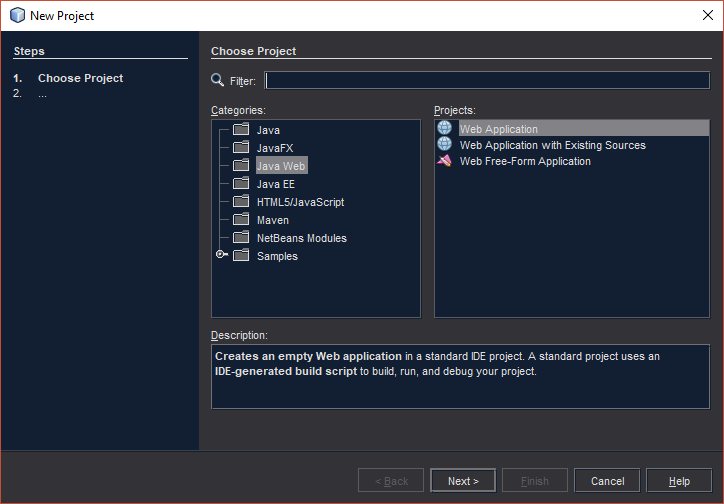 New Project
Steps
1. Choose Project
2. ...
Choose Project
Filter:
Categories:
Java
JavaFX
Java Web
Java EE
HTML5/JavaScript
Maven
NetBeans Modules
Samples
Projects:
Web Application
Web Application with Existing Sources
Web Free-Form Application
Description:
Creates an empty Web application in a standard IDE project. A standard project uses an
IDE-generated build script to build, run, and debug your project.
< Back
Next >
Finish
Cancel
Help